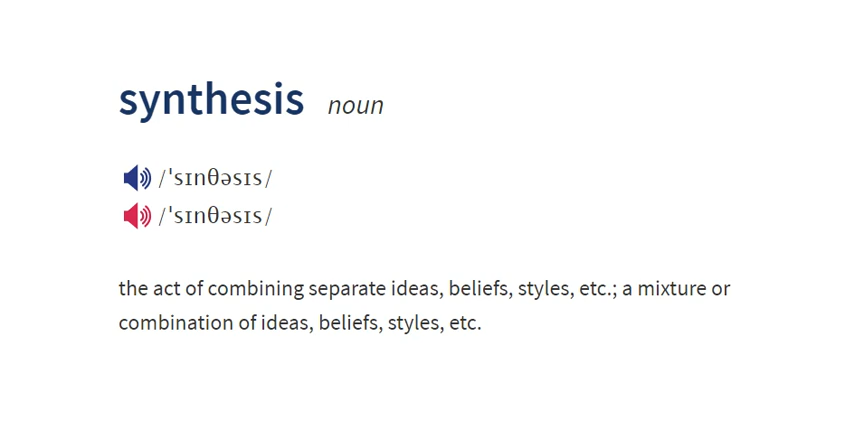 synthesis noun
/ˈsɪnθəsɪs/
/ˈsɪnθəsɪs/
the act of combining separate ideas, beliefs, styles, etc.; a mixture or
combination of ideas, beliefs, styles, etc.